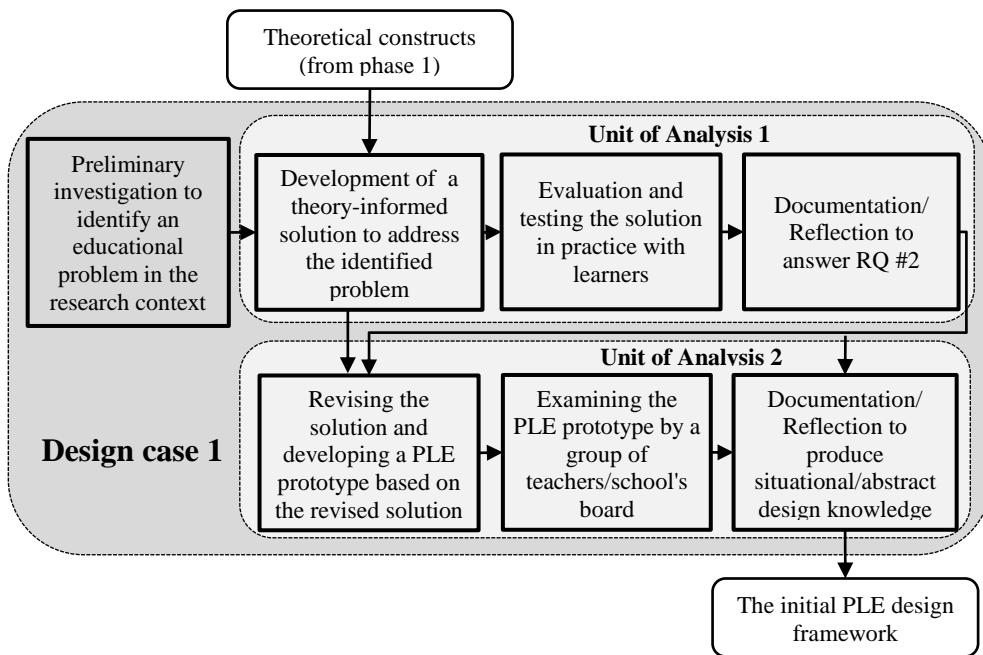 Theoretical constructs
(from phase 1)
Unit of Analysis 1
Preliminary
investigation to
identify an
educational
problem in the
research context
Development of a
theory-informed
solution to address
the identified
problem
Evaluation and
testing the solution
in practice with
learners
Documentation/
Reflection to
answer RQ #2
Unit of Analysis 2
Design case 1
Revising the
solution and
developing a PLE
prototype based on
the revised solution
Examining the
PLE prototype by a
group of
teachers/school's
board
Documentation/
Reflection to
produce
situational/abstract
design knowledge
The initial PLE design
framework